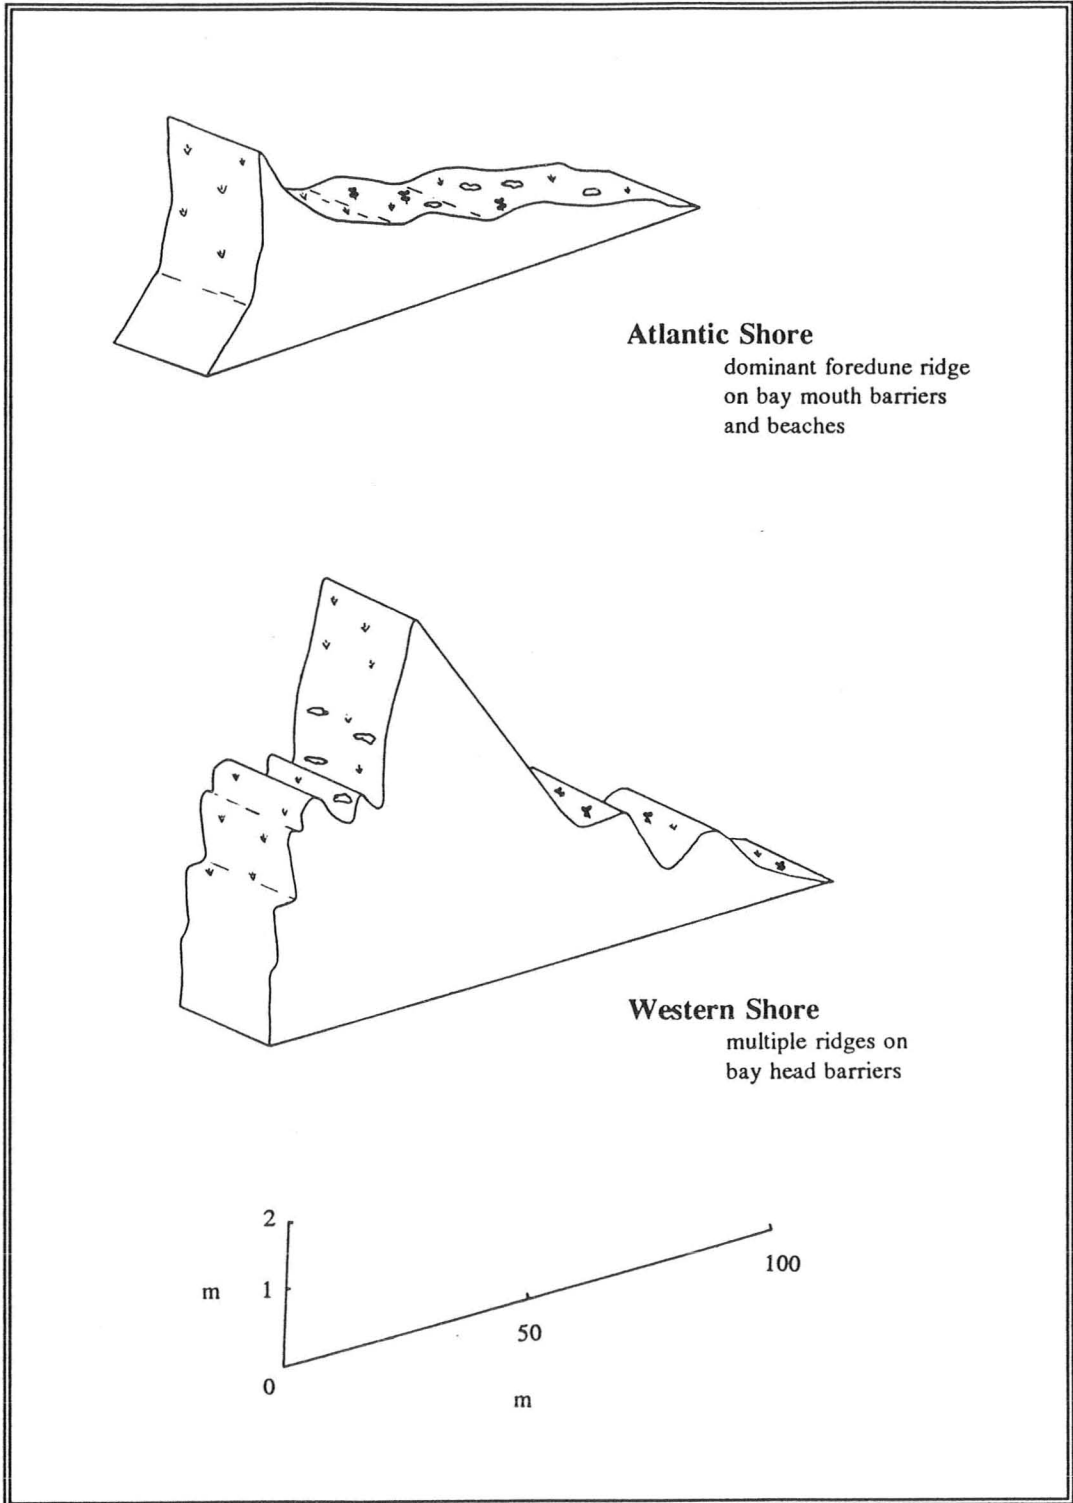 Atlantic Shore
dominant foredune ridge
on bay mouth barriers
and beaches
Western Shore
multiple ridges on
bay head barriers
2
m 1
0
50
100
m